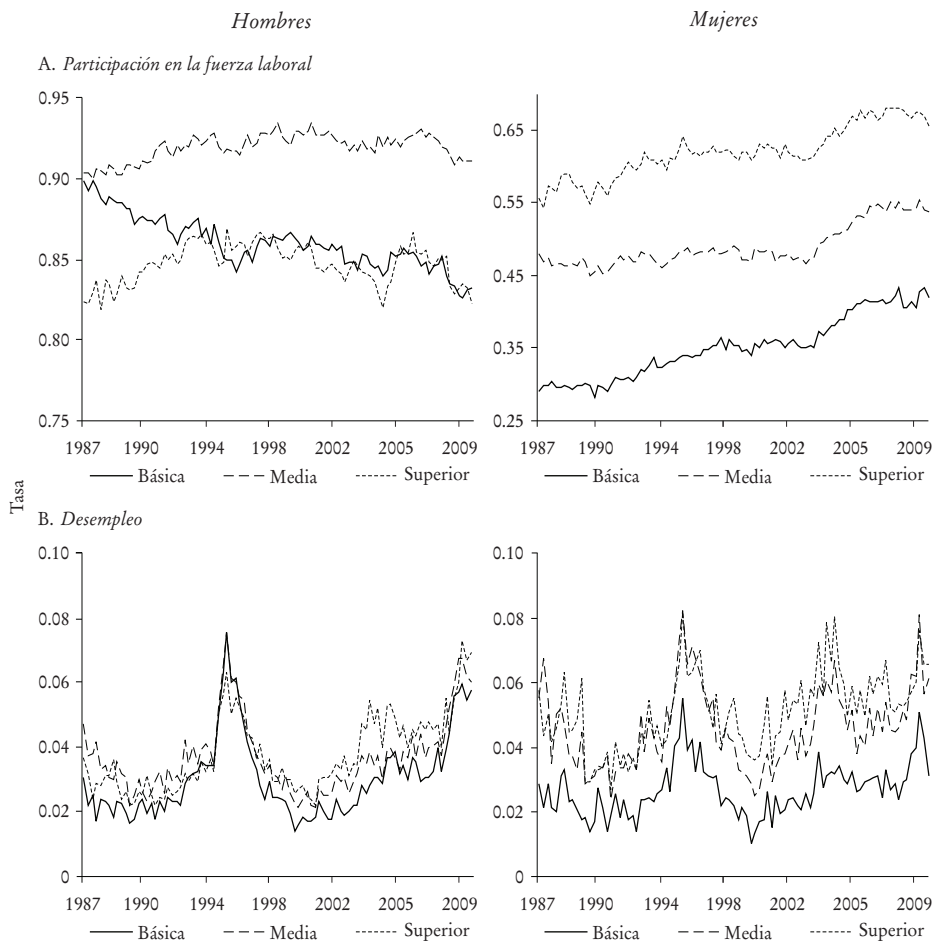 Hombres
Mujeres
A. Participación en la fuerza laboral
0.95
0.90
0.85
0.80
0.75
1987 1990 1994 1998 2002 2005 2009
Básica Media Superior
0.65
0.55
0.45
0.35
0.25
1987 1990 1994 1998 2002 2005 2009
Básica Media Superior
Tasa
B. Desempleo
0.10
0.08
0.06
0.04
0.02
0
1987 1990 1994 1998 2002 2005 2009
Básica Media Superior
0.10
0.08
0.06
0.04
0.02
0
1987 1990 1994 1998 2002 2005 2009
Básica Media Superior